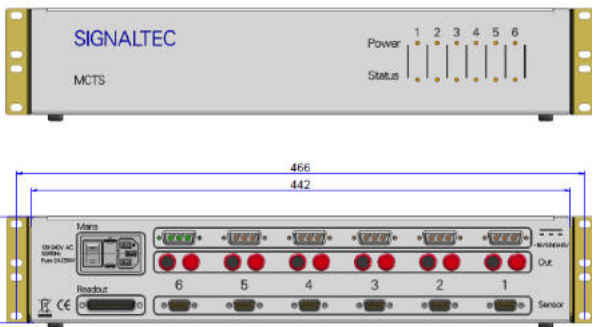 SIGNALTEC
MCTS
1 2 3 4 5 6
Power
Status
466
442
Mains
Out
6 5 4 3 2 1
Readout
Sensor
CE